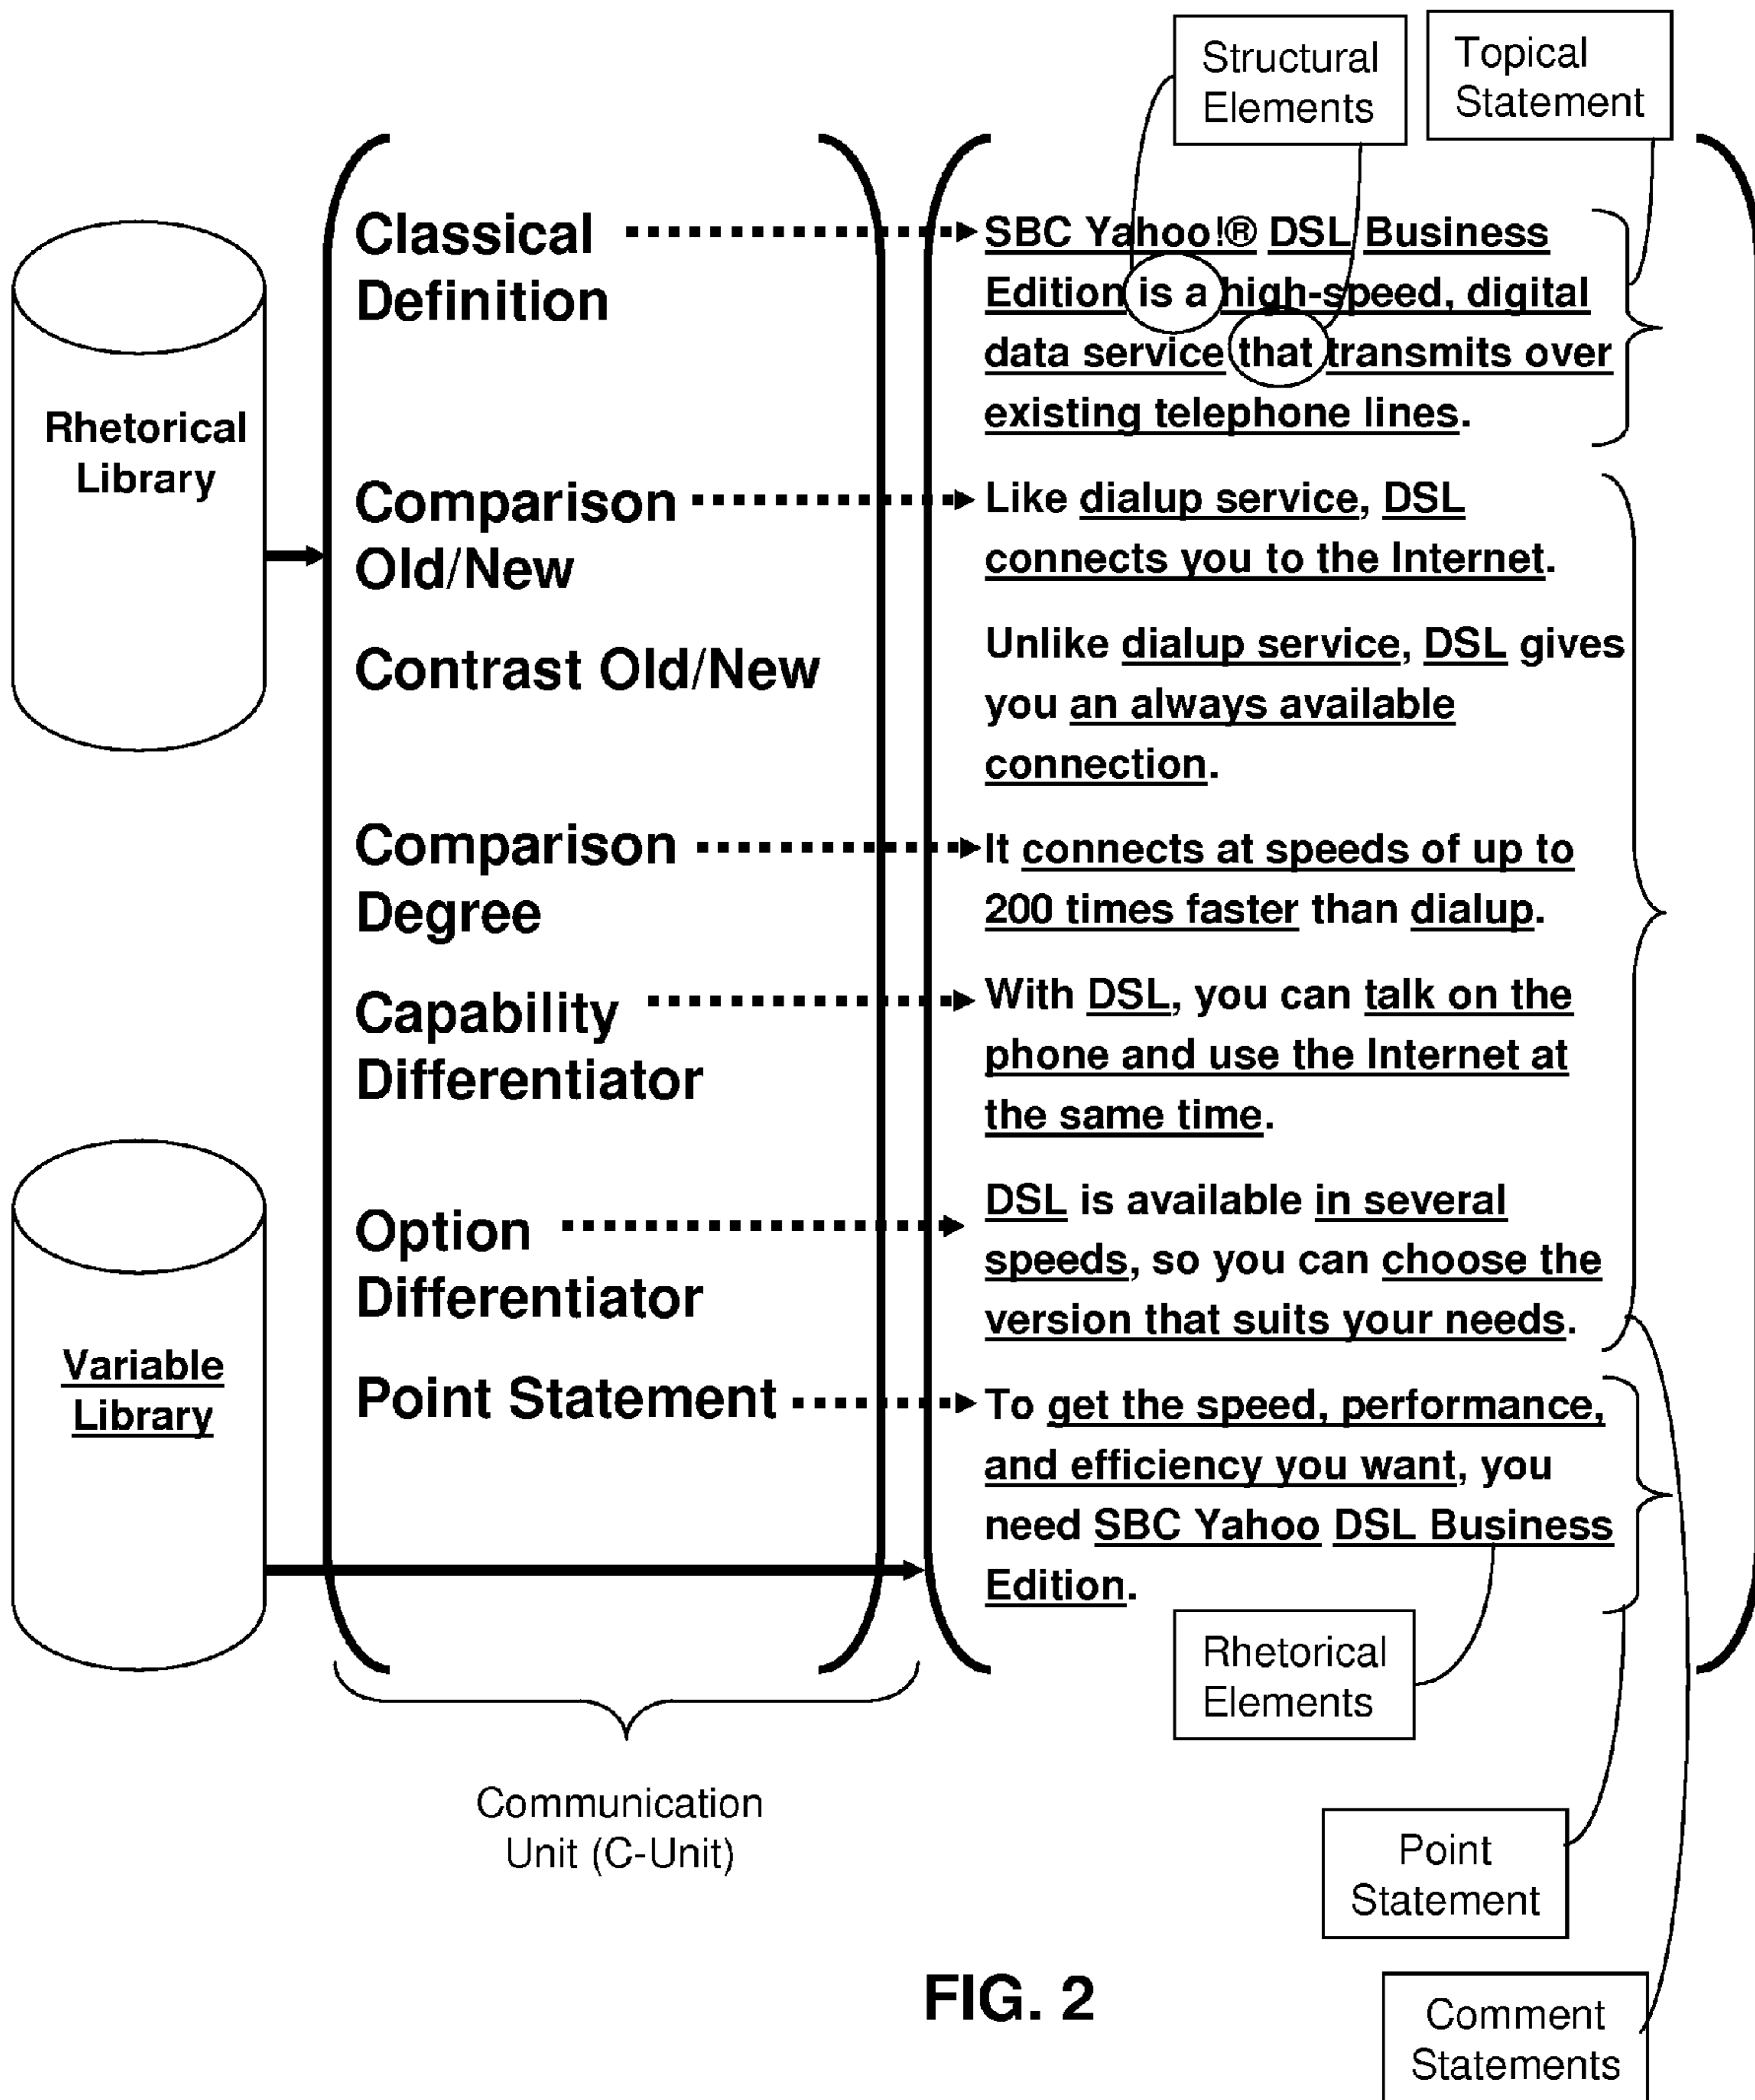 Structural
Elements
Topical
Statement
Rhetorical
Library
Classical
Definition
SBC Yahoo!® DSL Business
Edition is a high-speed, digital
data service that transmits over
existing telephone lines.
Comparison
Old/New
Like dialup service, DSL
connects you to the Internet.
Contrast Old/New
Unlike dialup service, DSL gives
you an always available
connection.
Comparison
Degree
It connects at speeds of up to
200 times faster than dialup.
Capability
Differentiator
With DSL, you can talk on the
phone and use the Internet at
the same time.
Variable
Library
Option
Differentiator
DSL is available in several
speeds, so you can choose the
version that suits your needs.
Point Statement
To get the speed, performance,
and efficiency you want, you
need SBC Yahoo DSL Business
Edition.
Rhetorical
Elements
Communication
Unit (C-Unit)
Point
Statement
Comment
Statements
FIG. 2